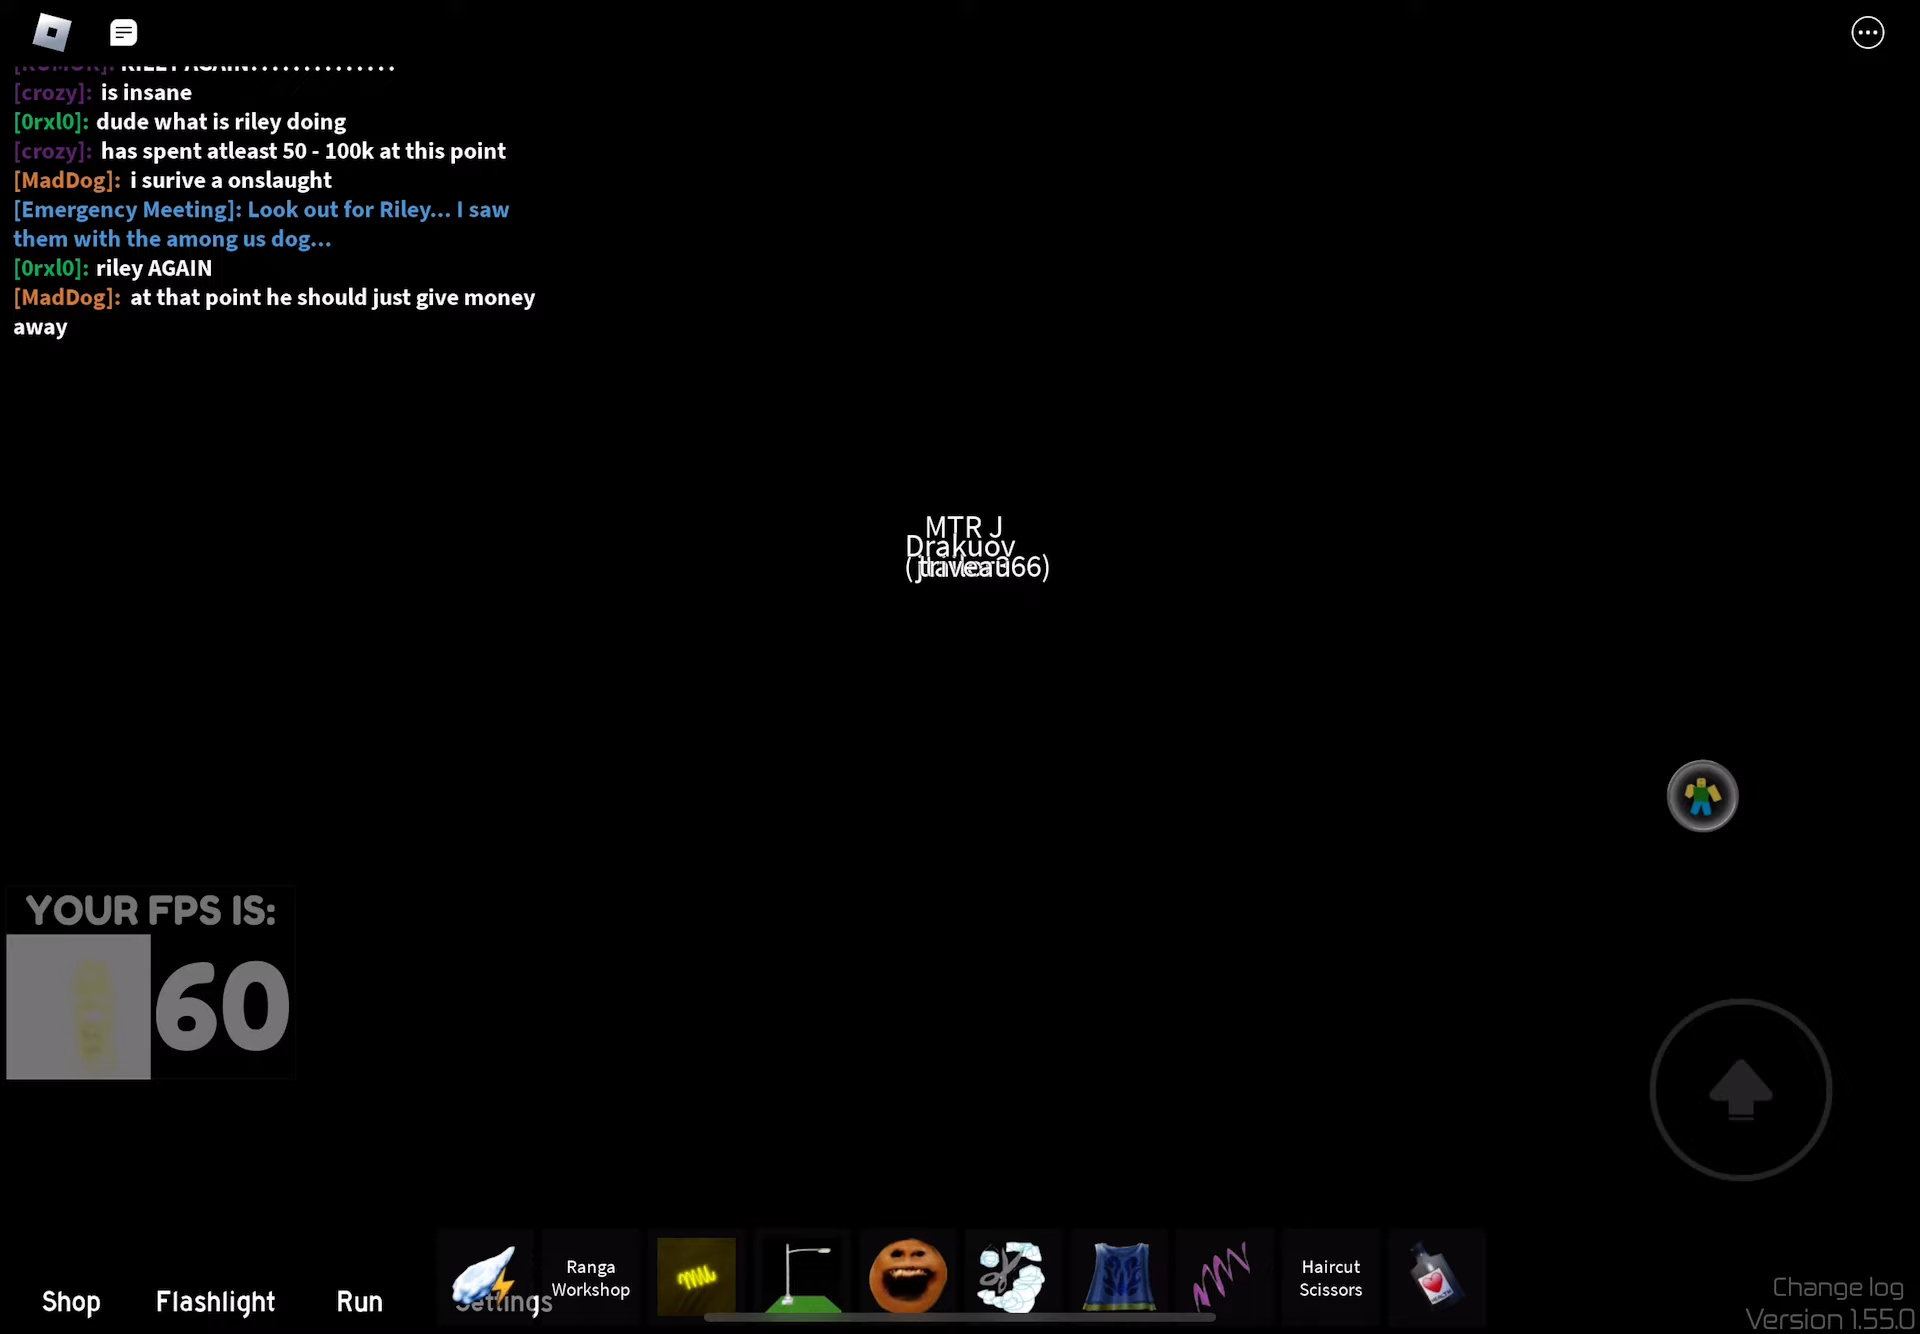 RILEY AGAIN..............
[crozy]: is insane
[0rxl0]: dude what is riley doing
[crozy]: has spent atleast 50 - 100k at this point
[MadDog]: i surive a onslaught
[Emergency Meeting]: Look out for Riley... I saw
them with the among us dog...
[0rxl0]: riley AGAIN
[MadDog]: at that point he should just give money
away
MTR J
Drakuov
YOUR FPS IS:
60
Shop
Flashlight
Run
Settings
Ranga
Workshop
Haircut
Scissors
Change log
Version 1.55.0